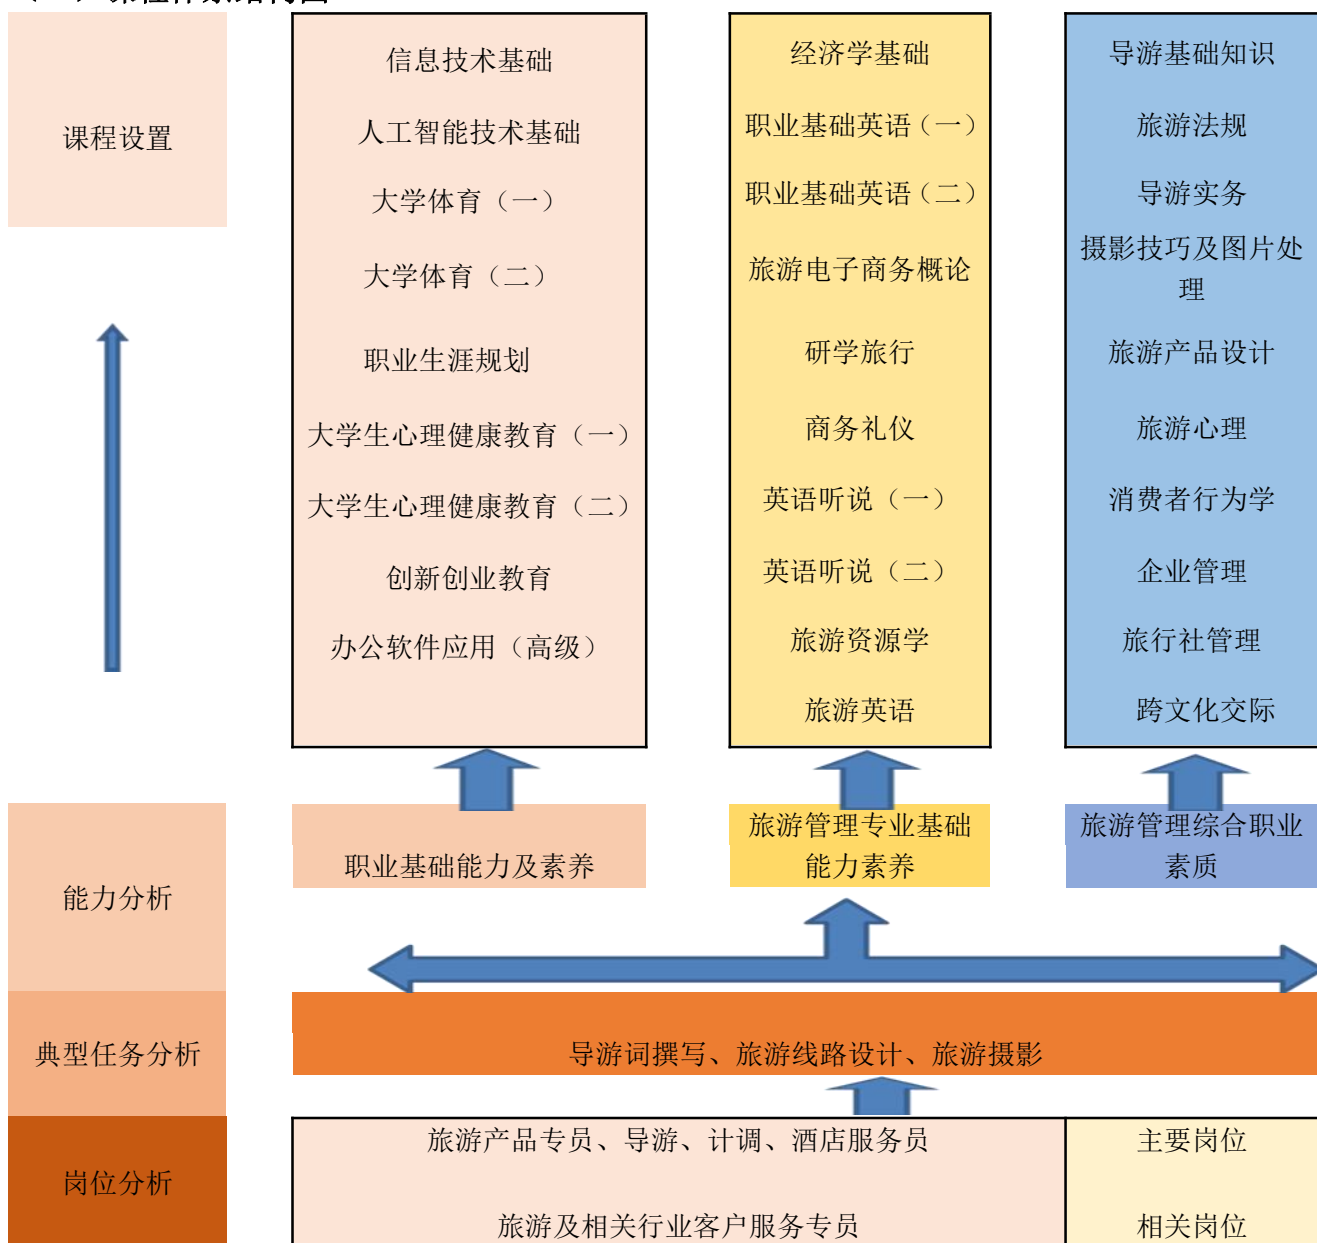 课程体系结构图
课程设置
信息技术基础
人工智能技术基础
大学体育（一）
大学体育（二）
职业生涯规划
大学生心理健康教育（一）
大学生心理健康教育（二）
创新创业教育
办公软件应用（高级）
经济学基础
职业基础英语（一）
职业基础英语（二）
旅游电子商务概论
研学旅行
商务礼仪
英语听说（一）
英语听说（二）
旅游资源学
旅游英语
导游基础知识
旅游法规
导游实务
摄影技巧及图片处
理
旅游产品设计
旅游心理
消费者行为学
企业管理
旅行社管理
跨文化交际
能力分析
职业基础能力及素养
旅游管理专业基础
能力素养
旅游管理综合职业
素质
典型任务分析
导游词撰写、旅游线路设计、旅游摄影
岗位分析
旅游产品专员、导游、计调、酒店服务员
主要岗位
旅游及相关行业客户服务专员
相关岗位